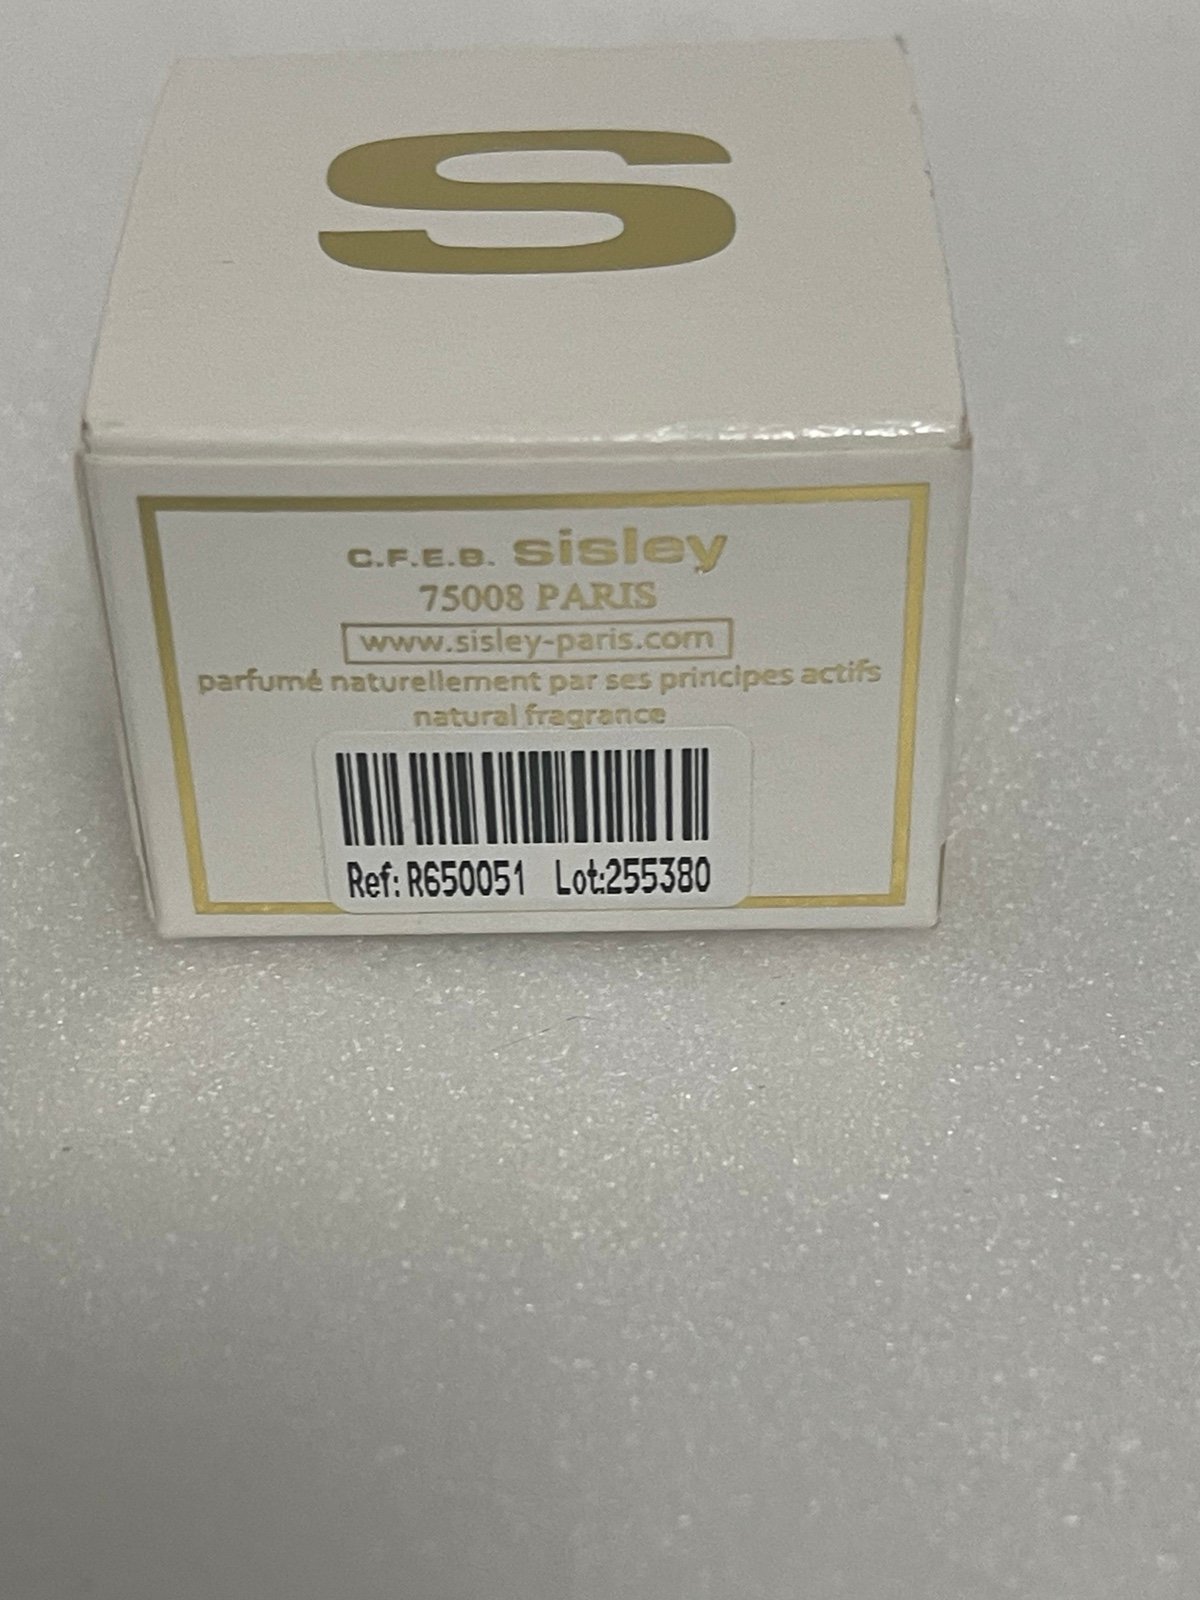 S
C.F.E.B. sisley
75008 PARIS
www.sisley-paris.com
parfumé naturellement par ses principes actifs
natural fragrance
Ref: R650051 Lot:255380